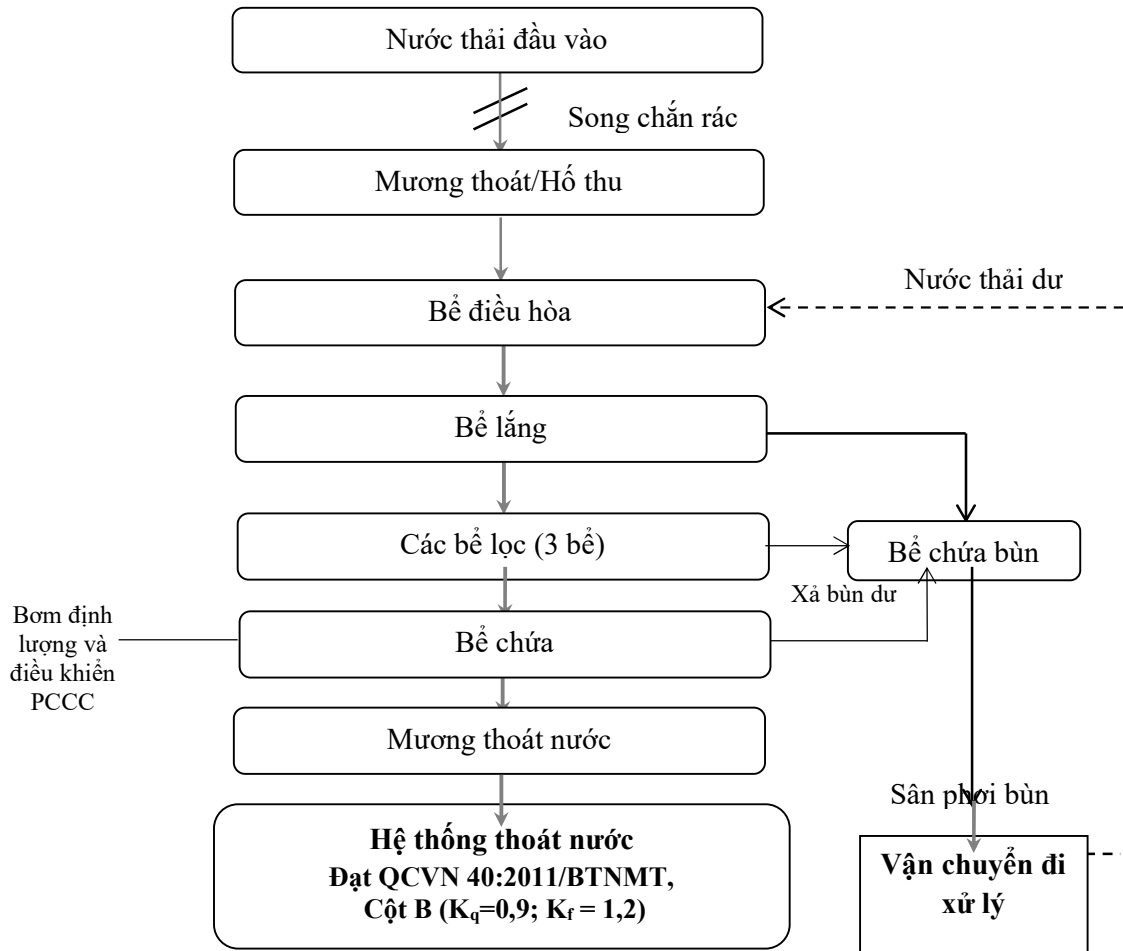 Nước thải đầu vào
Song chắn rác
Mương thoát/Hố thu
Nước thải dư
Bể điều hòa
Bể lắng
Các bể lọc (3 bể)
Bể chứa bùn
Xả bùn dư
Bơm định
lượng và
điều khiển
PCCC
Bể chứa
Mương thoát nước
Sân phơi bùn
Hệ thống thoát nước
Đạt QCVN 40:2011/BTNMT,
Cột B (Kq=0,9; Kf = 1,2)
Vận chuyển đi
xử lý